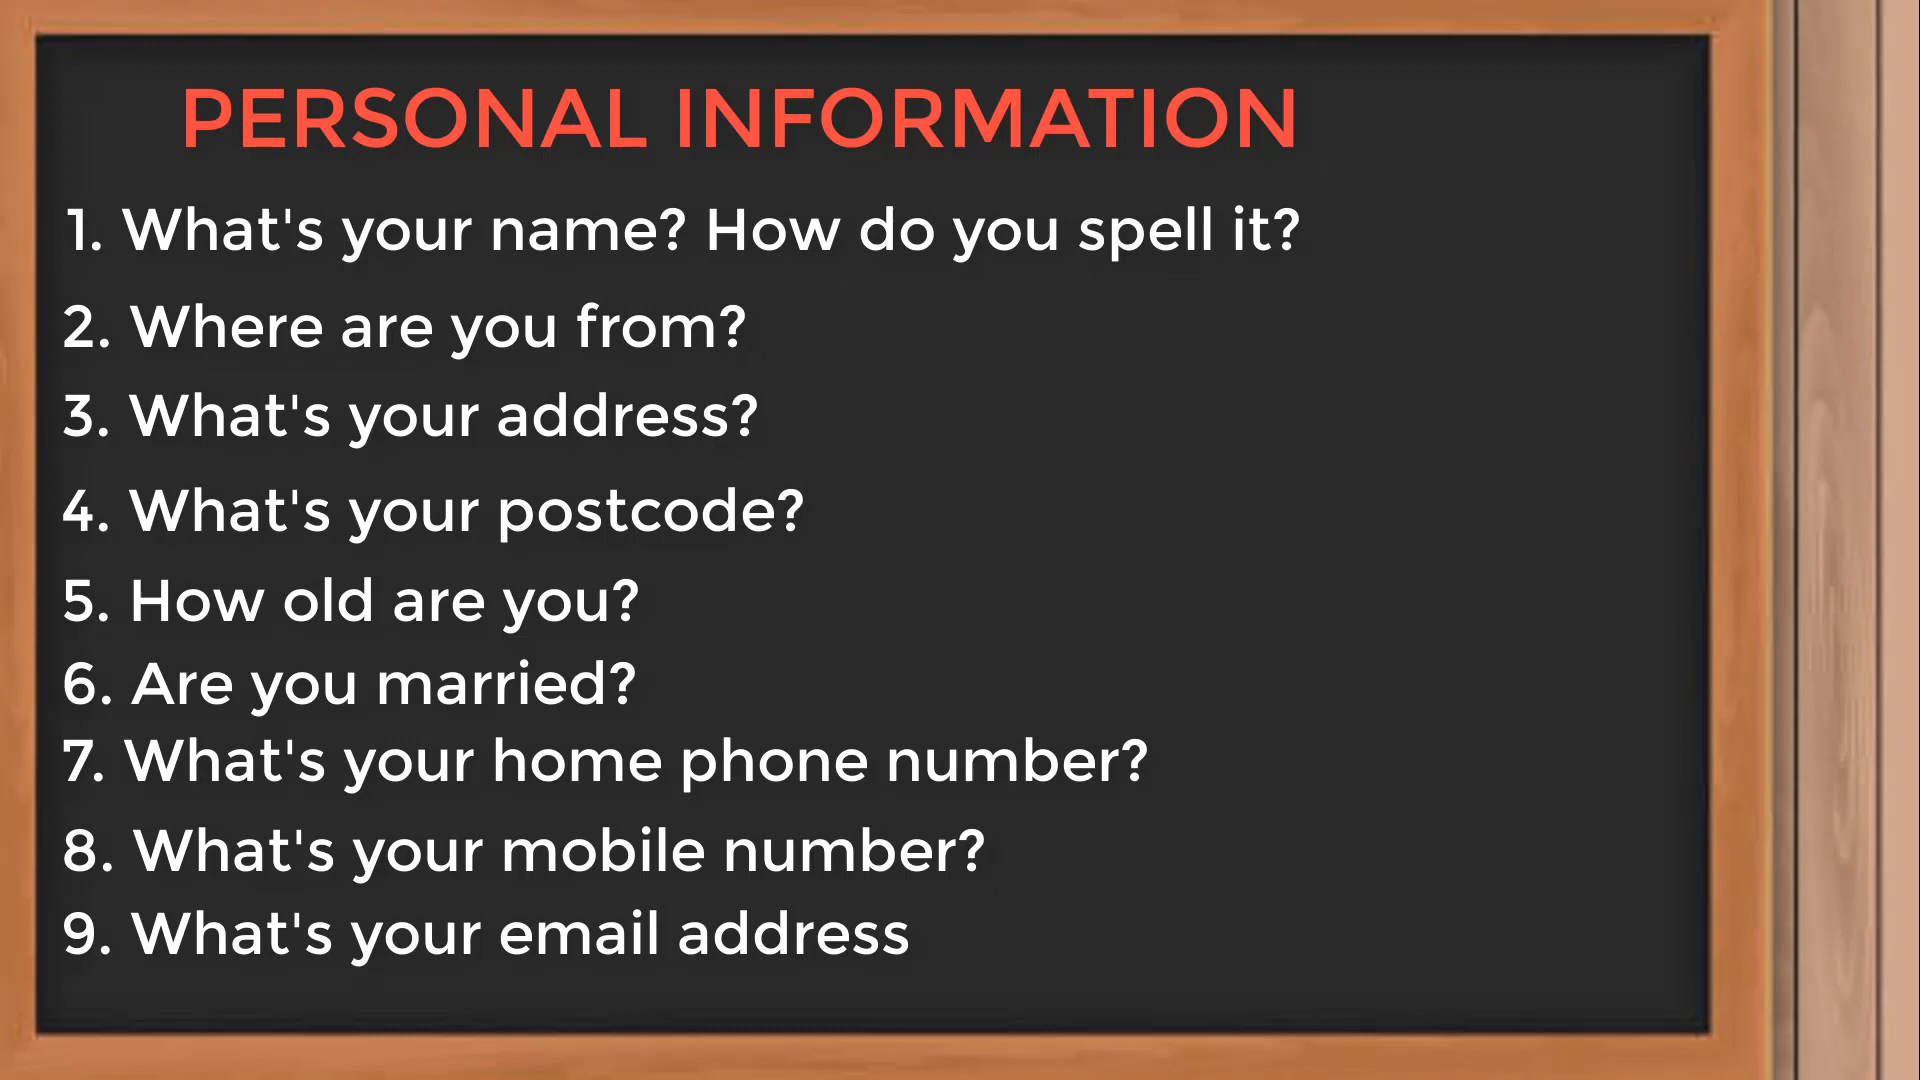 PERSONAL INFORMATION
1. What's your name? How do you spell it?
2. Where are you from?
3. What's your address?
4. What's your postcode?
5. How old are you?
6. Are you married?
7. What's your home phone number?
8. What's your mobile number?
9. What's your email address